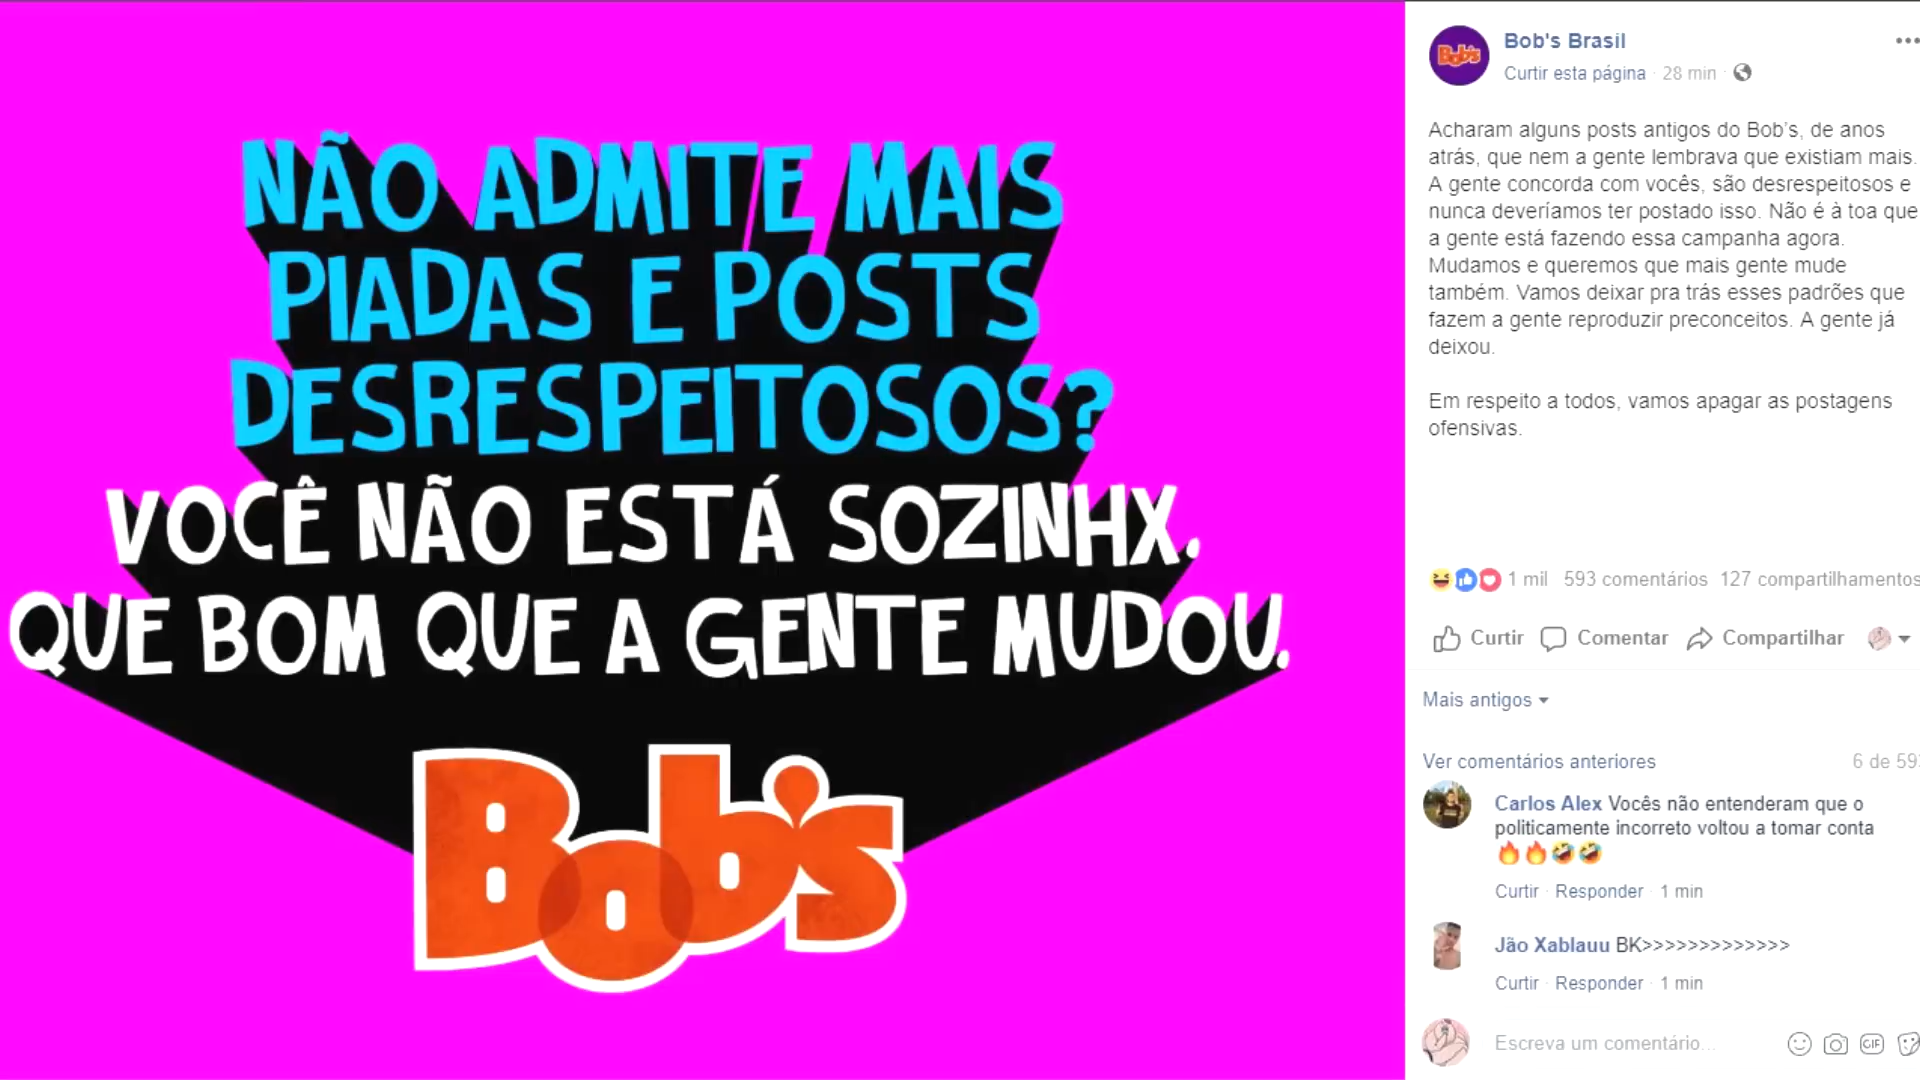 NÃO ADMITE MAIS
PIADAS E POSTS
DESRESPEITOSOS?
VOCÊ NÃO ESTÁ SOZINHX.
QUE BOM QUE A GENTE MUDOU.
Bob's
Bob's
Bob's Brasil
Curtir esta página · 28 min ·
Acharam alguns posts antigos do Bob’s, de anos
atrás, que nem a gente lembrava que existiam mais.
A gente concorda com vocês, são desrespeitosos e
nunca deveríamos ter postado isso. Não é à toa que
a gente está fazendo essa campanha agora.
Mudamos e queremos que mais gente mude
também. Vamos deixar pra trás esses padrões que
fazem a gente reproduzir preconceitos. A gente já
deixou.
Em respeito a todos, vamos apagar as postagens
ofensivas.
1 mil 593 comentários 127 compartilhamentos
Curtir Comentar Compartilhar
Mais antigos
Ver comentários anteriores 6 de 593
Carlos Alex Vocês não entenderam que o
politicamente incorreto voltou a tomar conta
🔥🔥🤣🤣
Curtir · Responder · 1 min
Jão Xablauu BK>>>>>>>>>>>>>
Curtir · Responder · 1 min
Escreva um comentário...
GIF